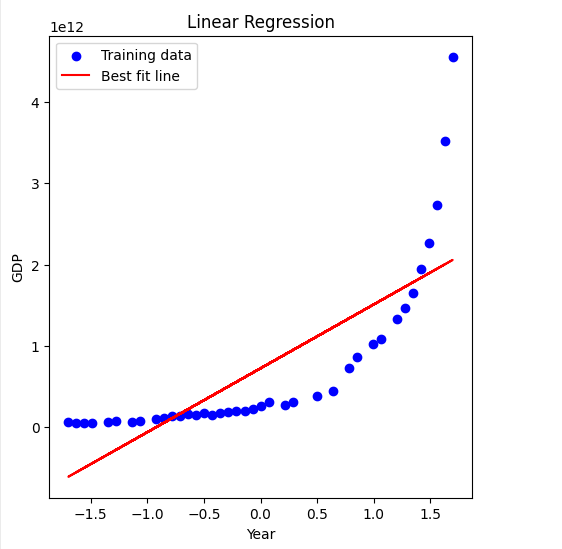 Linear Regression
1e12
Training data
Best fit line
4
3
2
1
0
GDP
−1.5 −1.0 −0.5 0.0 0.5 1.0 1.5
Year